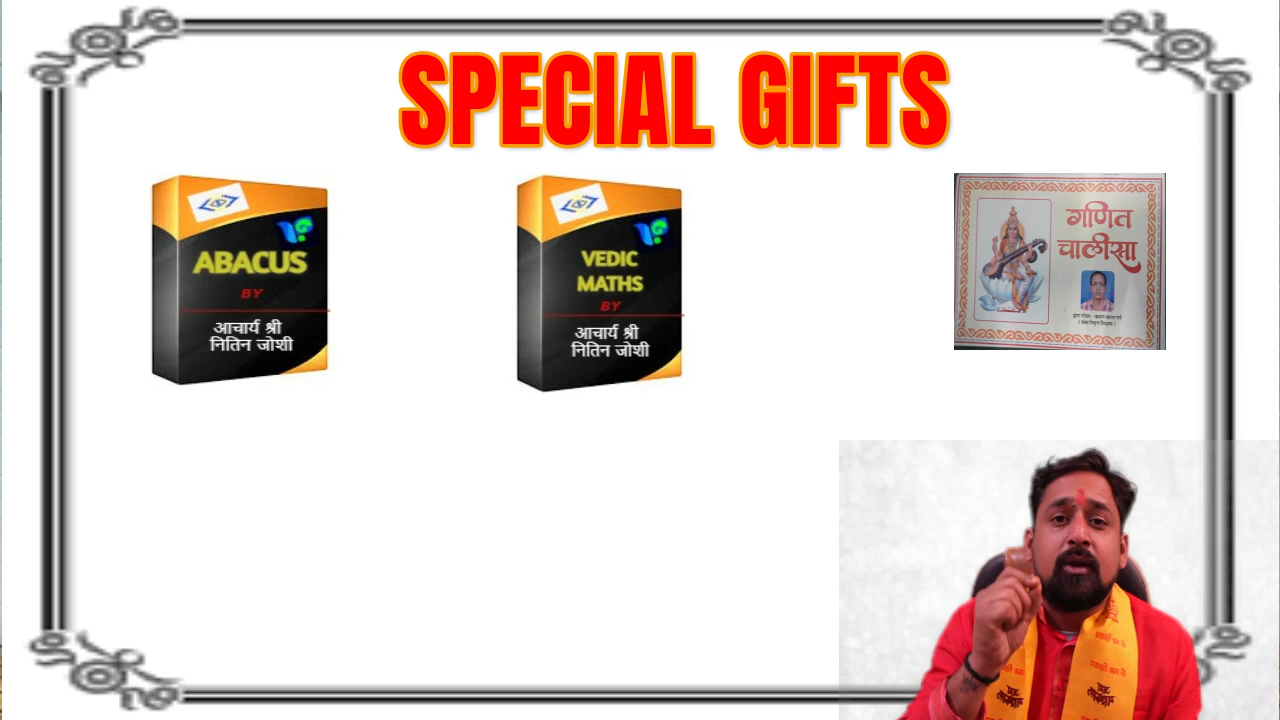 SPECIAL GIFTS
ABACUS
BY
आचार्य श्री
नितिन जोशी
VEDIC
MATHS
BY
आचार्य श्री
नितिन जोशी
गणित
चालीसा